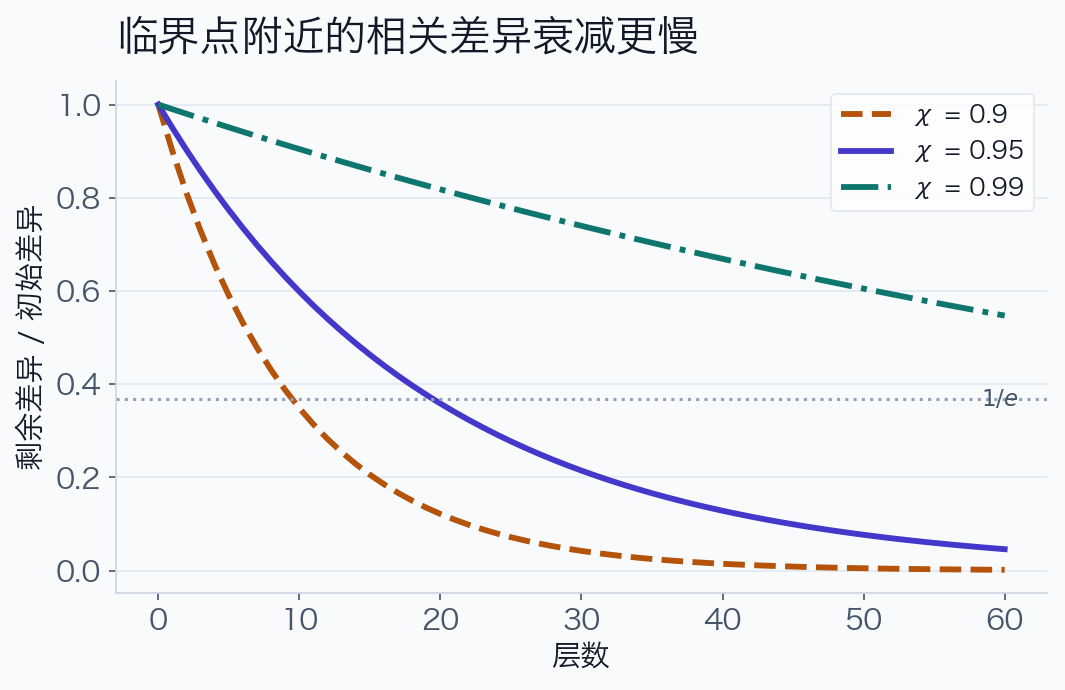 临界点附近的相关差异衰减更慢
χ = 0.9
χ = 0.95
χ = 0.99
剩余差异 / 初始差异
1.0
0.8
0.6
0.4
0.2
0.0
1/e
0 10 20 30 40 50 60
层数